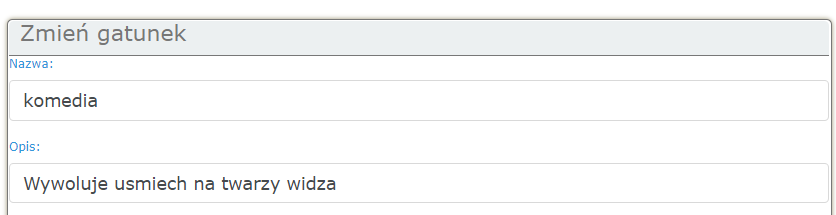 Zmień gatunek
Nazwa:
komedia
Opis:
Wywoluje usmiech na twarzy widza